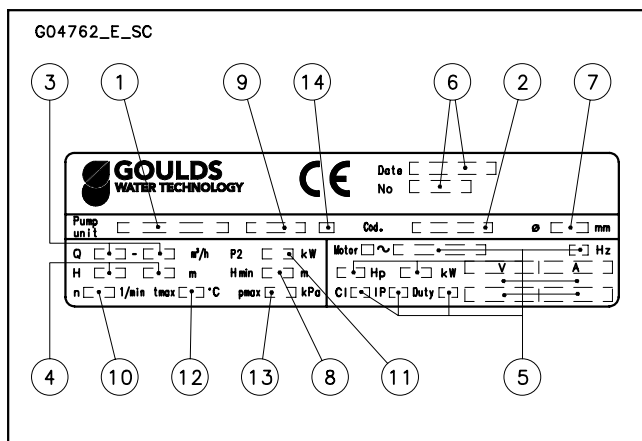 G04762_E_SC
3 1 9 14 6 2 7
GOULDS
WATER TECHNOLOGY
CE
Date
No
Pump unit Cod. ø mm
Q - m³/h P2 kW
H m Hmin m
n 1/min tmax °C pmax kPa
Motor ~ Hz
Hp kW V A
Cl IP Duty
4 10 12 13 8 11 5